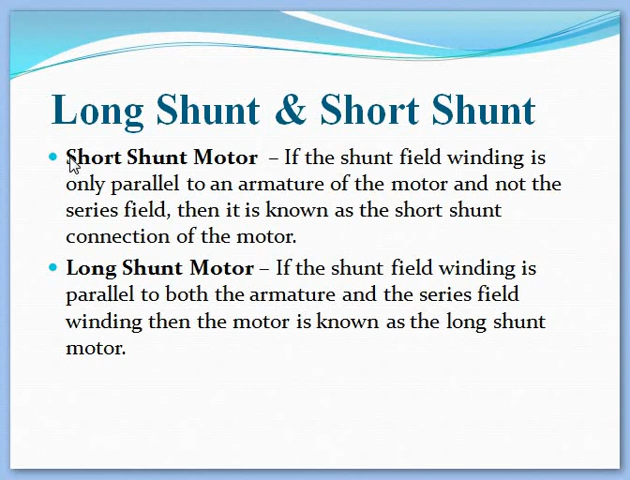 Long Shunt & Short Shunt
• Short Shunt Motor – If the shunt field winding is
only parallel to an armature of the motor and not the
series field, then it is known as the short shunt
connection of the motor.
• Long Shunt Motor – If the shunt field winding is
parallel to both the armature and the series field
winding then the motor is known as the long shunt
motor.